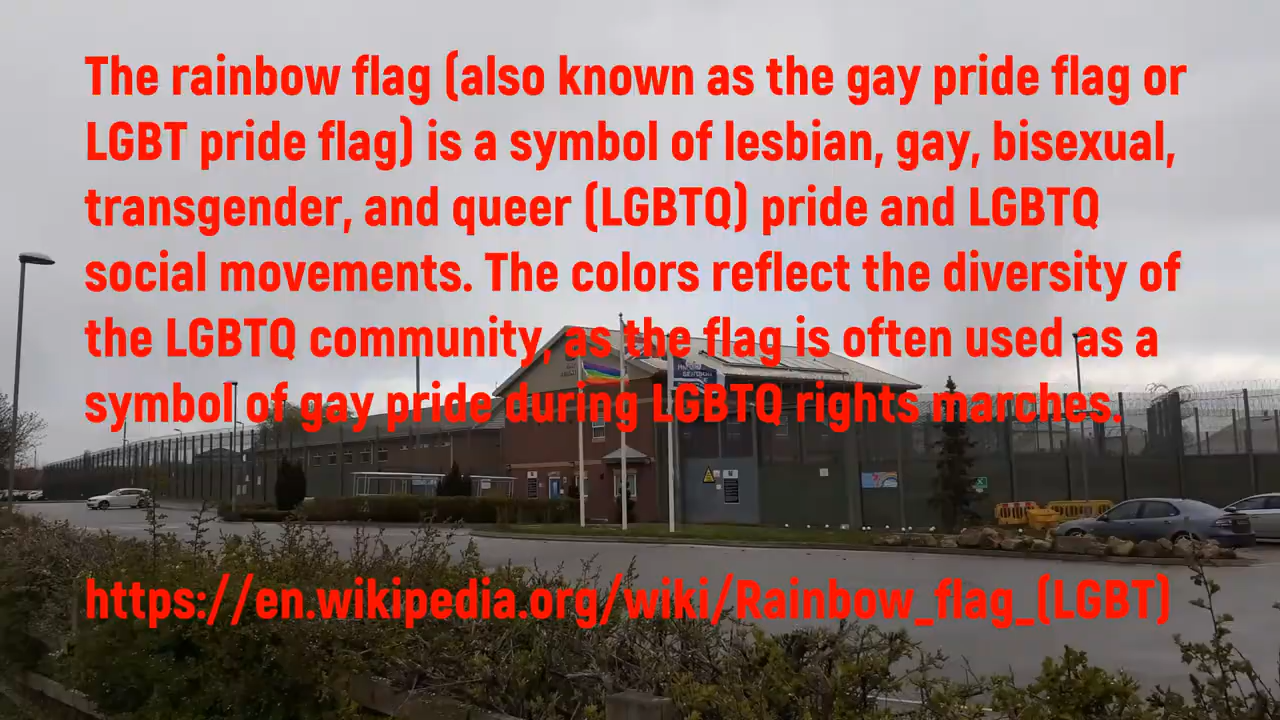 The rainbow flag (also known as the gay pride flag or
LGBT pride flag) is a symbol of lesbian, gay, bisexual,
transgender, and queer (LGBTQ) pride and LGBTQ
social movements. The colors reflect the diversity of
the LGBTQ community, as the flag is often used as a
symbol of gay pride during LGBTQ rights marches.
https://en.wikipedia.org/wiki/Rainbow_flag_(LGBT)